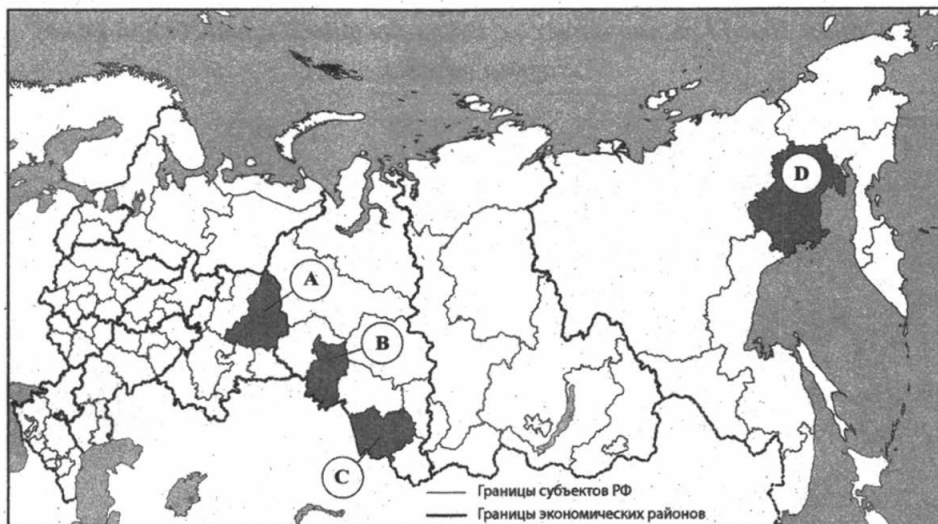 D
A
B
C
Границы субъектов РФ
Границы экономических районов